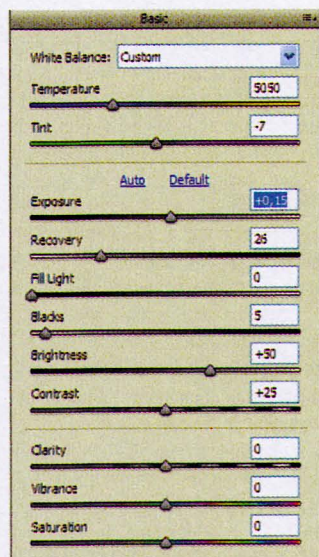 Basic
White Balance: Custom
Temperature 5050
Tint -7
Auto Default
Exposure +0,15
Recovery 26
Fill Light 0
Blacks 5
Brightness +50
Contrast +25
Clarity 0
Vibrance 0
Saturation 0